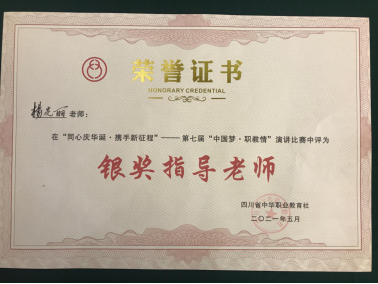 荣誉证书
HONORARY CREDENTIAL
杨老师：
在“同心庆华诞·携手新征程”——第七届“中国梦·职教情”演讲比赛中评为
银奖指导老师
四川省中华职业教育社
二〇二一年五月